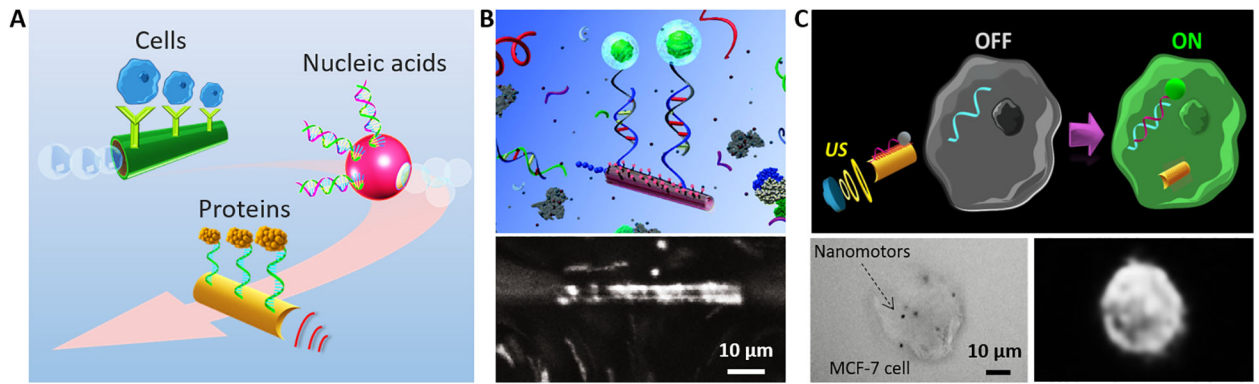 A
Cells
Nucleic acids
Proteins
B
10 µm
C
OFF
ON
US
Nanomotors
MCF-7 cell
10 µm